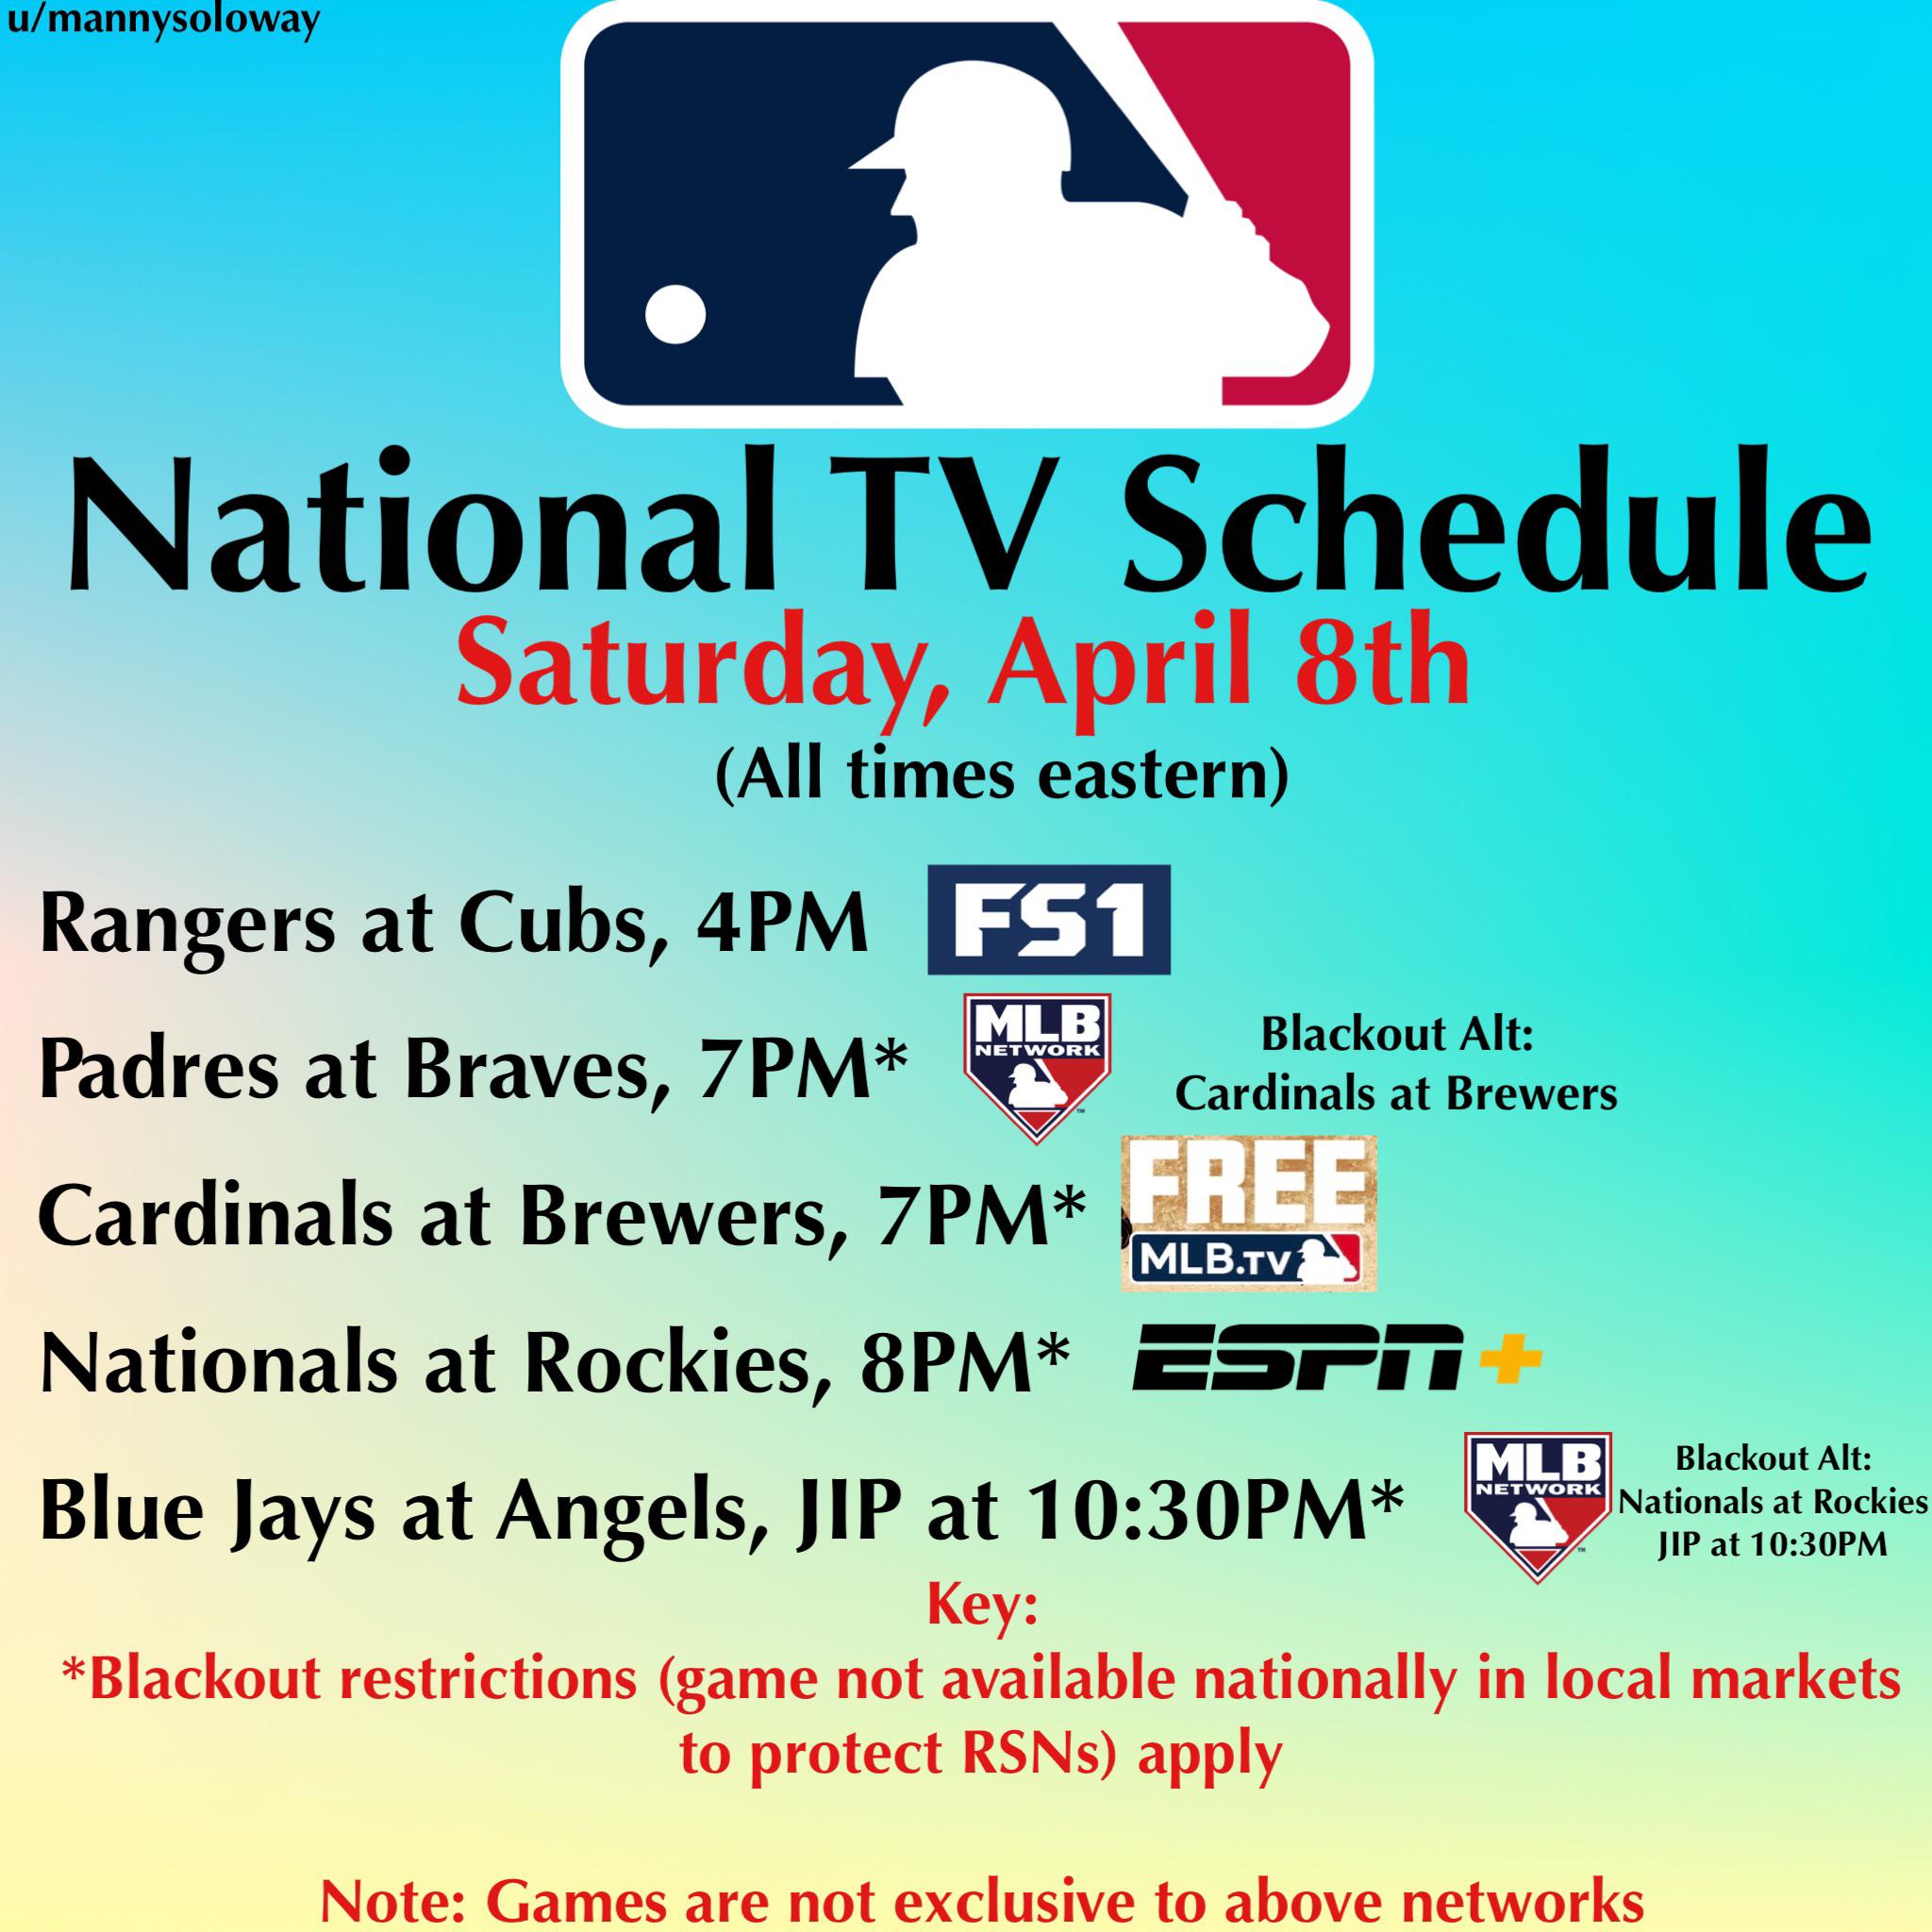 u/mannysoloway
National TV Schedule
Saturday, April 8th
(All times eastern)
Rangers at Cubs, 4PM FS1
Padres at Braves, 7PM* MLB NETWORK ™
Blackout Alt:
Cardinals at Brewers
Cardinals at Brewers, 7PM* FREE
MLB.TV
Nationals at Rockies, 8PM* ESPN+
Blue Jays at Angels, JIP at 10:30PM* MLB NETWORK ™
Blackout Alt:
Nationals at Rockies
JIP at 10:30PM
Key:
*Blackout restrictions (game not available nationally in local markets
to protect RSNs) apply
Note: Games are not exclusive to above networks